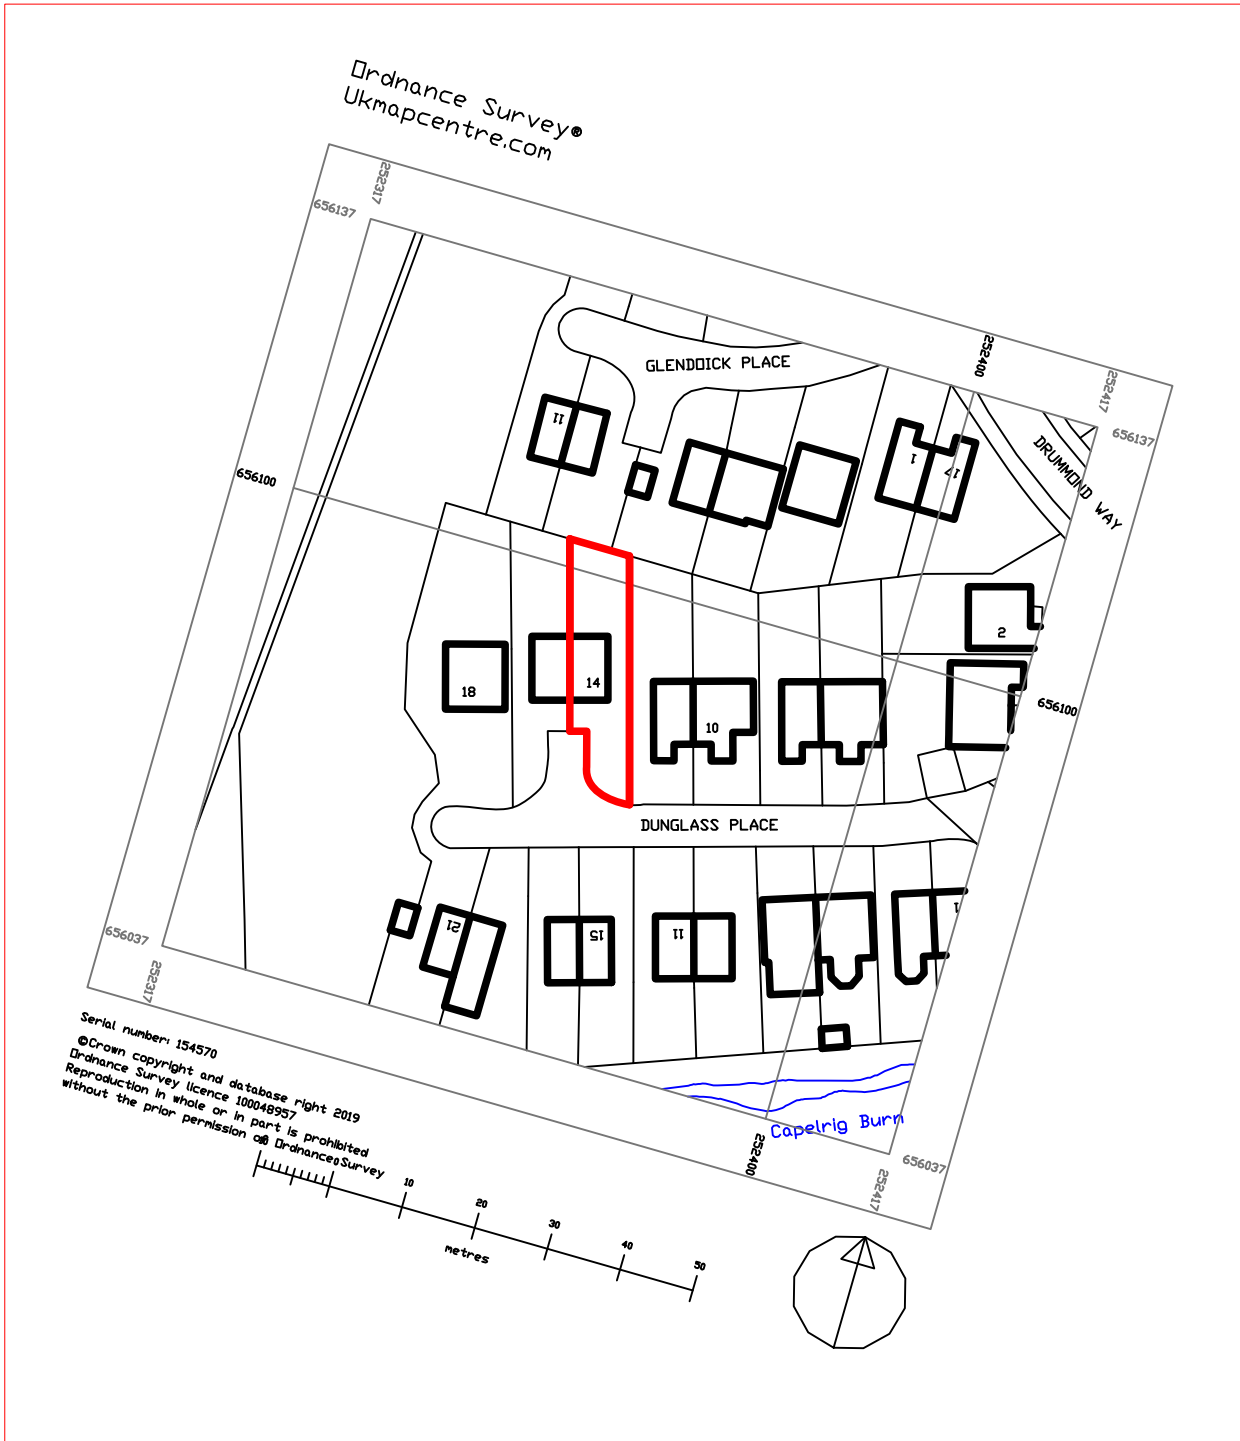 Ordnance Survey®
Ukmapcentre.com
252317
656137
252400
252417
656137
GLENDOICK PLACE
DRUMMOND WAY
11
1
17
656100
2
18
14
10
656100
DUNGLASS PLACE
21
15
11
1
656037
252317
Capelrig Burn
252400
252417
656037
Serial number: 154570
©Crown copyright and database right 2019
Ordnance Survey licence 100048957
Reproduction in whole or in part is prohibited
without the prior permission of Ordnance Survey
10
0
10
20
30
40
50
metres